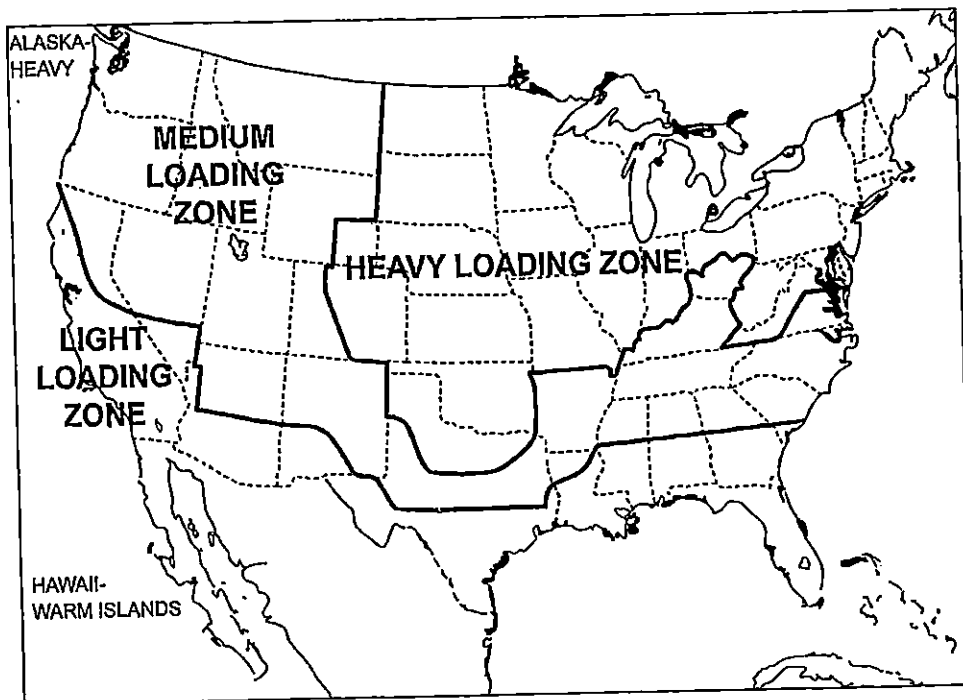 ALASKA-
HEAVY
MEDIUM
LOADING
ZONE
HEAVY LOADING ZONE
LIGHT
LOADING
ZONE
HAWAII-
WARM ISLANDS